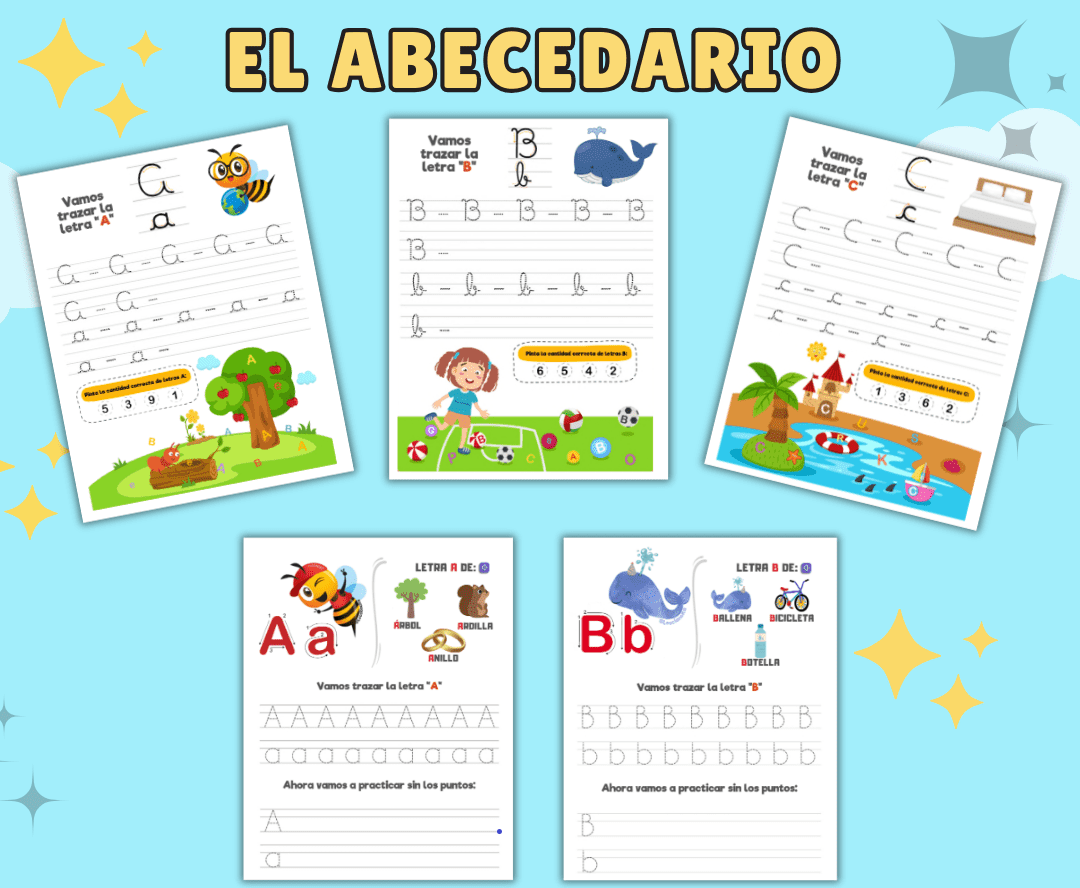 EL ABECEDARIO
Vamos
trazar la
letra "A"
A
a
A - A - A - A - A
A - A -
a - a - a - a - a
a - a -
Pinta la cantidad correcta de letras A:
5 3 9 1
A
B
A
B
A
A
B
Vamos
trazar la
letra "B"
B
b
B - B - B - B - B
B -
b - b - b - b - b
b -
Pinta la cantidad correcta de letras B:
6 5 4 2
G
B
P
C
A
B
O
Vamos
trazar la
letra "C"
C
c
C - C - C - C - C
C -
c - c - c - c - c
c - c - c
Pinta la cantidad correcta de letras C:
1 3 6 2
C
K
C
LETRA A DE:
Aa
ÁRBOL
ARDILLA
ANILLO
Vamos trazar la letra "A"
A A A A A A A A A
a a a a a a a a a
Ahora vamos a practicar sin los puntos:
A
a
LETRA B DE:
Bb
BALLENA
BICICLETA
BOTELLA
Vamos trazar la letra "B"
B B B B B B B B B
b b b b b b b b b
Ahora vamos a practicar sin los puntos:
B
b